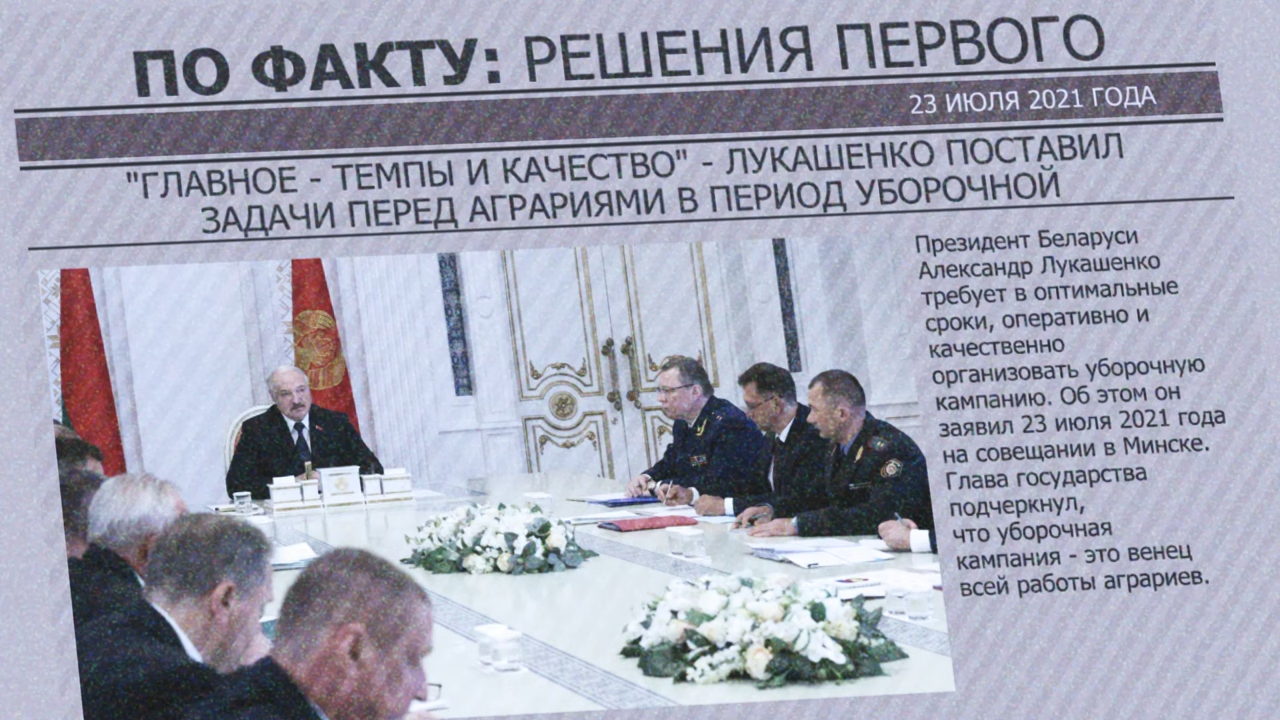 ПО ФАКТУ: РЕШЕНИЯ ПЕРВОГО
23 ИЮЛЯ 2021 ГОДА
"ГЛАВНОЕ - ТЕМПЫ И КАЧЕСТВО" - ЛУКАШЕНКО ПОСТАВИЛ
ЗАДАЧИ ПЕРЕД АГРАРИЯМИ В ПЕРИОД УБОРОЧНОЙ
Президент Беларуси
Александр Лукашенко
требует в оптимальные
сроки, оперативно и
качественно
организовать уборочную
кампанию. Об этом он
заявил 23 июля 2021 года
на совещании в Минске.
Глава государства
подчеркнул,
что уборочная
кампания - это венец
всей работы аграриев.